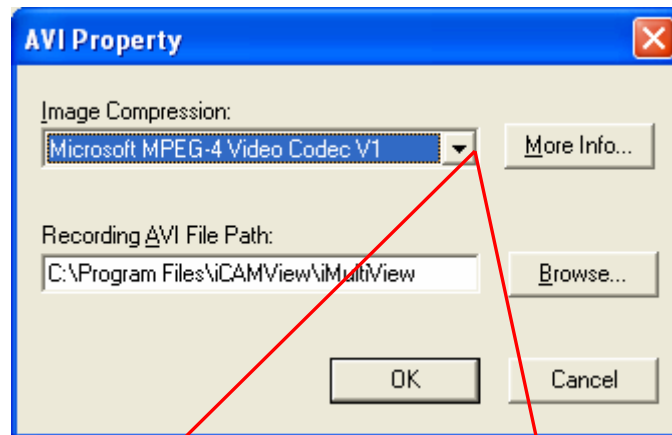 AVI Property
Image Compression:
Microsoft MPEG-4 Video Codec V1
More Info...
Recording AVI File Path:
C:\Program Files\iCAMView\iMultiView
Browse...
OK
Cancel